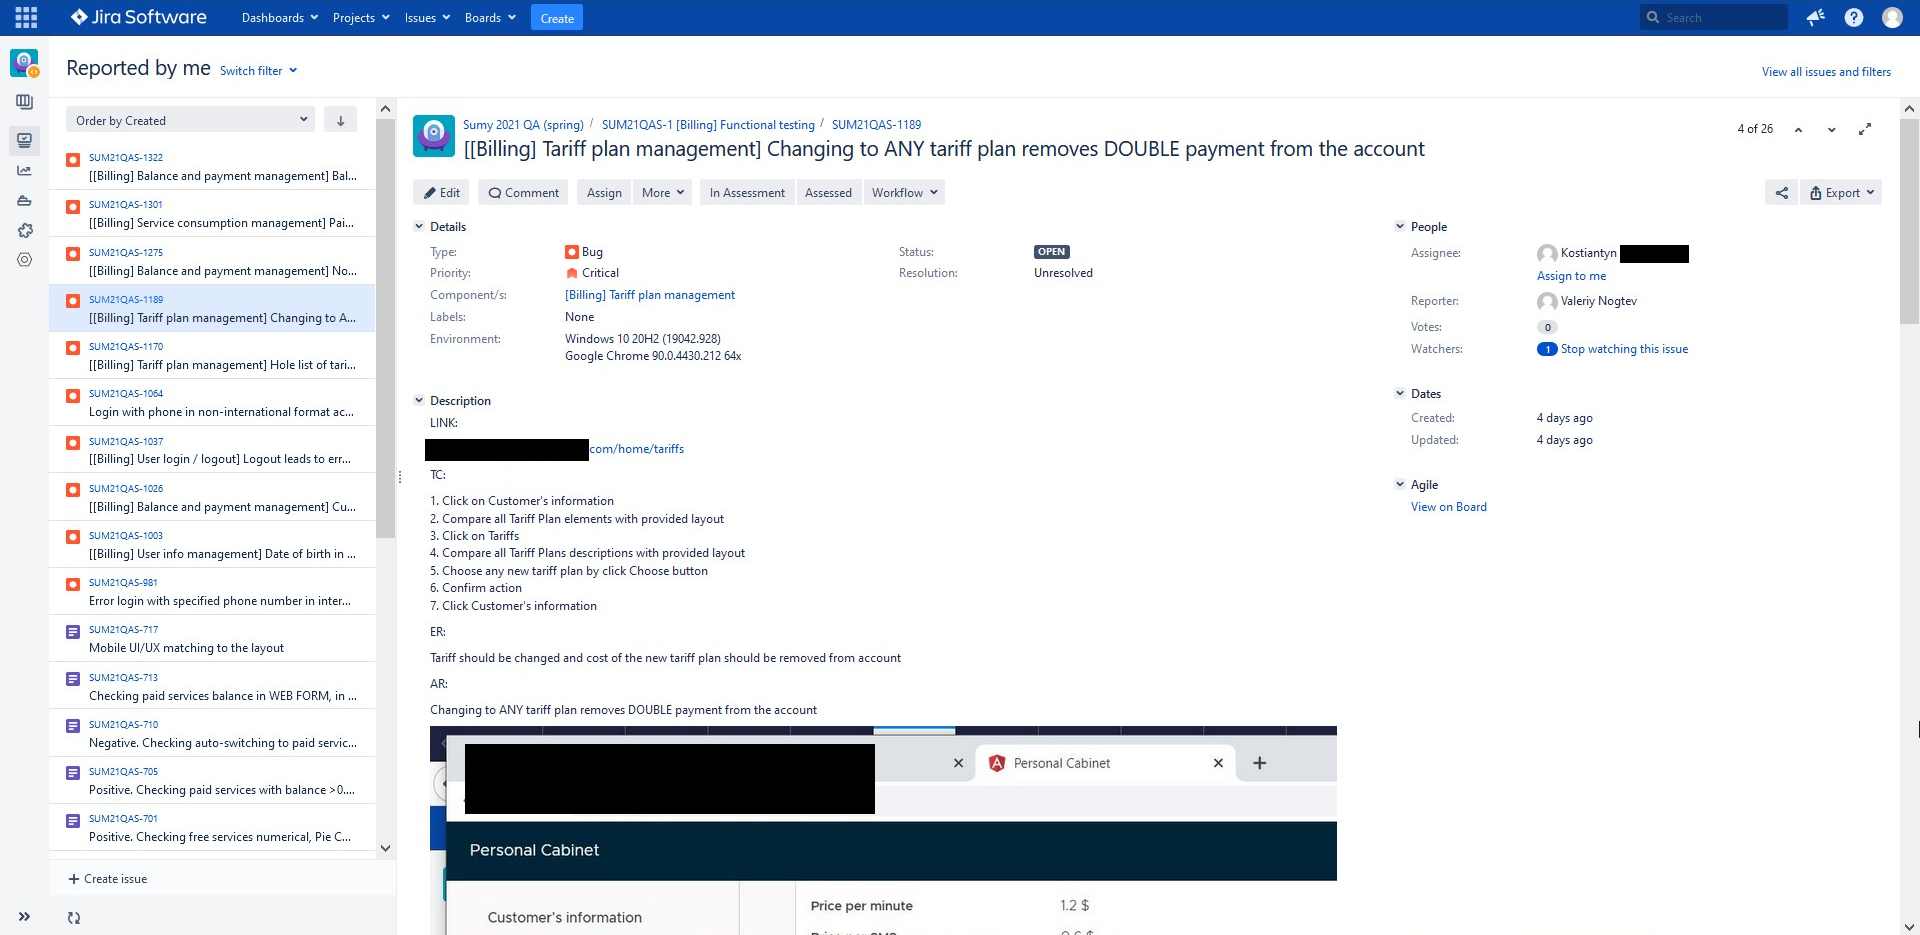 Jira Software
Dashboards Projects Issues Boards Create
Search
Reported by me Switch filter
View all issues and filters
Order by Created
SUM21QAS-1322
[[Billing] Balance and payment management] Bal...
SUM21QAS-1301
[[Billing] Service consumption management] Pai...
SUM21QAS-1275
[[Billing] Balance and payment management] No...
SUM21QAS-1189
[[Billing] Tariff plan management] Changing to A...
SUM21QAS-1170
[[Billing] Tariff plan management] Hole list of tari...
SUM21QAS-1064
Login with phone in non-international format ac...
SUM21QAS-1037
[[Billing] User login / logout] Logout leads to err...
SUM21QAS-1026
[[Billing] Balance and payment management] Cu...
SUM21QAS-1003
[[Billing] User info management] Date of birth in ...
SUM21QAS-981
Error login with specified phone number in inter...
SUM21QAS-717
Mobile UI/UX matching to the layout
SUM21QAS-713
Checking paid services balance in WEB FORM, in ...
SUM21QAS-710
Negative. Checking auto-switching to paid servic...
SUM21QAS-705
Positive. Checking paid services with balance >0....
SUM21QAS-701
Positive. Checking free services numerical, Pie C...
+ Create issue
Sumy 2021 QA (spring) / SUM21QAS-1 [Billing] Functional testing / SUM21QAS-1189
[[Billing] Tariff plan management] Changing to ANY tariff plan removes DOUBLE payment from the account
4 of 26
Edit Comment Assign More In Assessment Assessed Workflow
Export
Details
Type: Bug
Status: OPEN
Priority: Critical
Resolution: Unresolved
Component/s: [Billing] Tariff plan management
Labels: None
Environment: Windows 10 20H2 (19042.928)
Google Chrome 90.0.4430.212 64x
Description
LINK:
com/home/tariffs
TC:
1. Click on Customer's information
2. Compare all Tariff Plan elements with provided layout
3. Click on Tariffs
4. Compare all Tariff Plans descriptions with provided layout
5. Choose any new tariff plan by click Choose button
6. Confirm action
7. Click Customer's information
ER:
Tariff should be changed and cost of the new tariff plan should be removed from account
AR:
Changing to ANY tariff plan removes DOUBLE payment from the account
Personal Cabinet
Personal Cabinet
Customer's information
Price per minute 1.2 $
People
Assignee: Kostiantyn
Assign to me
Reporter: Valeriy Nogtev
Votes: 0
Watchers: 1 Stop watching this issue
Dates
Created: 4 days ago
Updated: 4 days ago
Agile
View on Board